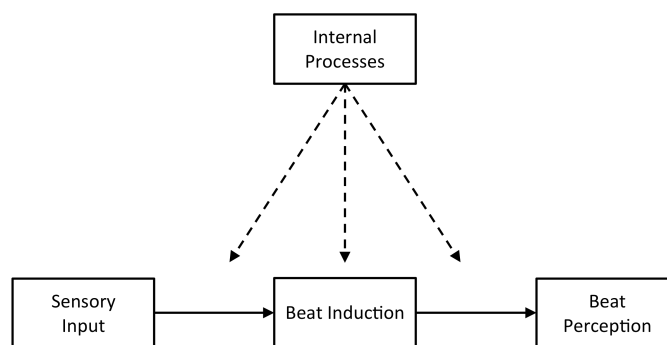 Internal
Processes
Sensory
Input
Beat Induction
Beat
Perception